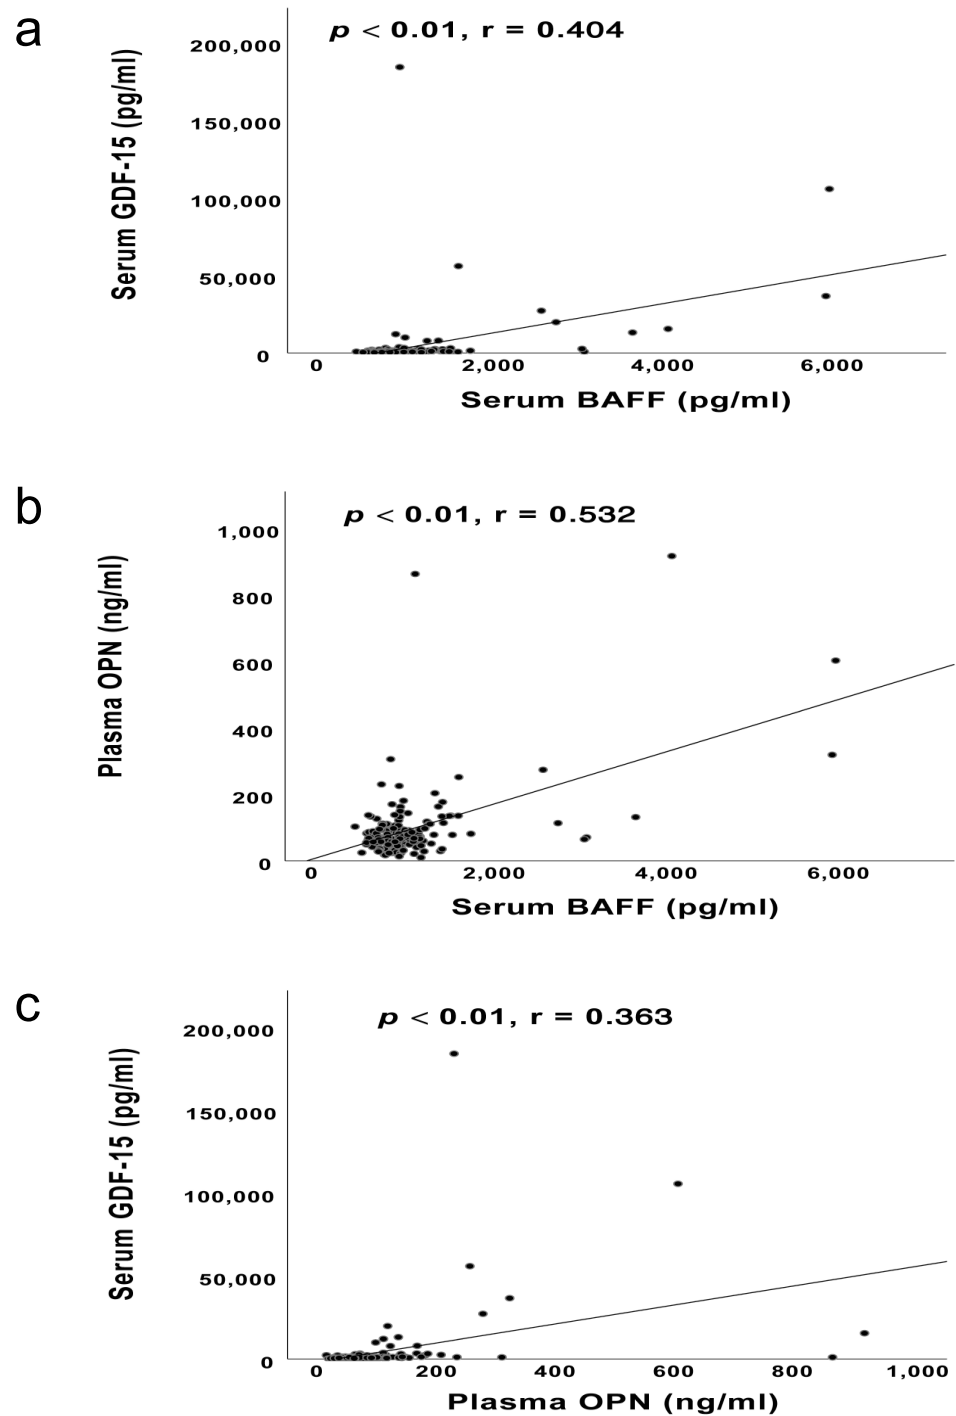 a
p < 0.01, r = 0.404
Serum GDF-15 (pg/ml)
200,000
150,000
100,000
50,000
0
0 2,000 4,000 6,000
Serum BAFF (pg/ml)
b
p < 0.01, r = 0.532
Plasma OPN (ng/ml)
1,000
800
600
400
200
0
0 2,000 4,000 6,000
Serum BAFF (pg/ml)
c
p < 0.01, r = 0.363
Serum GDF-15 (pg/ml)
200,000
150,000
100,000
50,000
0
0 200 400 600 800 1,000
Plasma OPN (ng/ml)